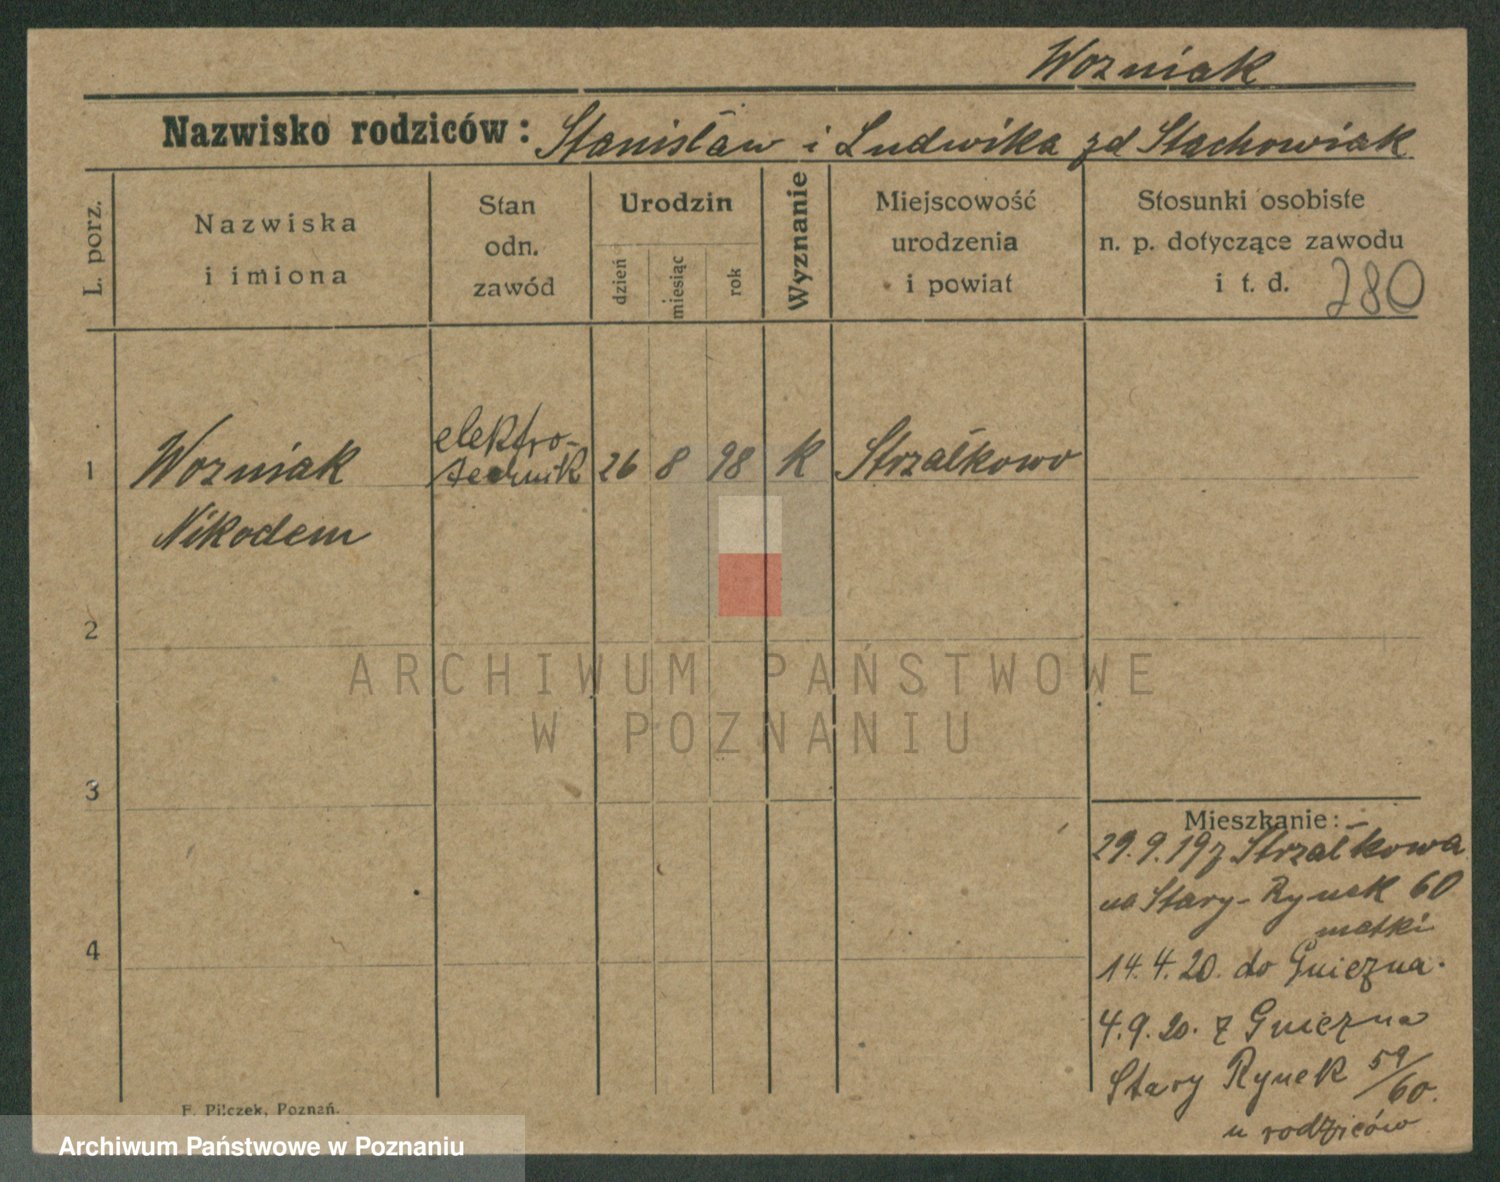 Wozniak
Nazwisko rodziców: Stanisław i Ludwika zd Stachowiak
L. porz.
Nazwiska
i imiona
Stan
odn.
zawód
Urodzin
dzień
miesiąc
rok
Wyznanie
Miejscowość
urodzenia
i powiat
Stosunki osobiste
n. p. dotyczące zawodu
i t. d.
280
1
Wozniak
Nikodem
elektro-
technik
26 8 98 k Strzałkowo
2
ARCHIWUM PAŃSTWOWE
W POZNANIU
3
4
Mieszkanie:
29.9.19 z Strzałkowa
na Stary-Rynek 60
matki
14.4.20. do Gniezna.
4.9.20. z Gniezna
Stary Rynek 59/60.
u rodziców
F. Pilczek, Poznań.
Archiwum Państwowe w Poznaniu